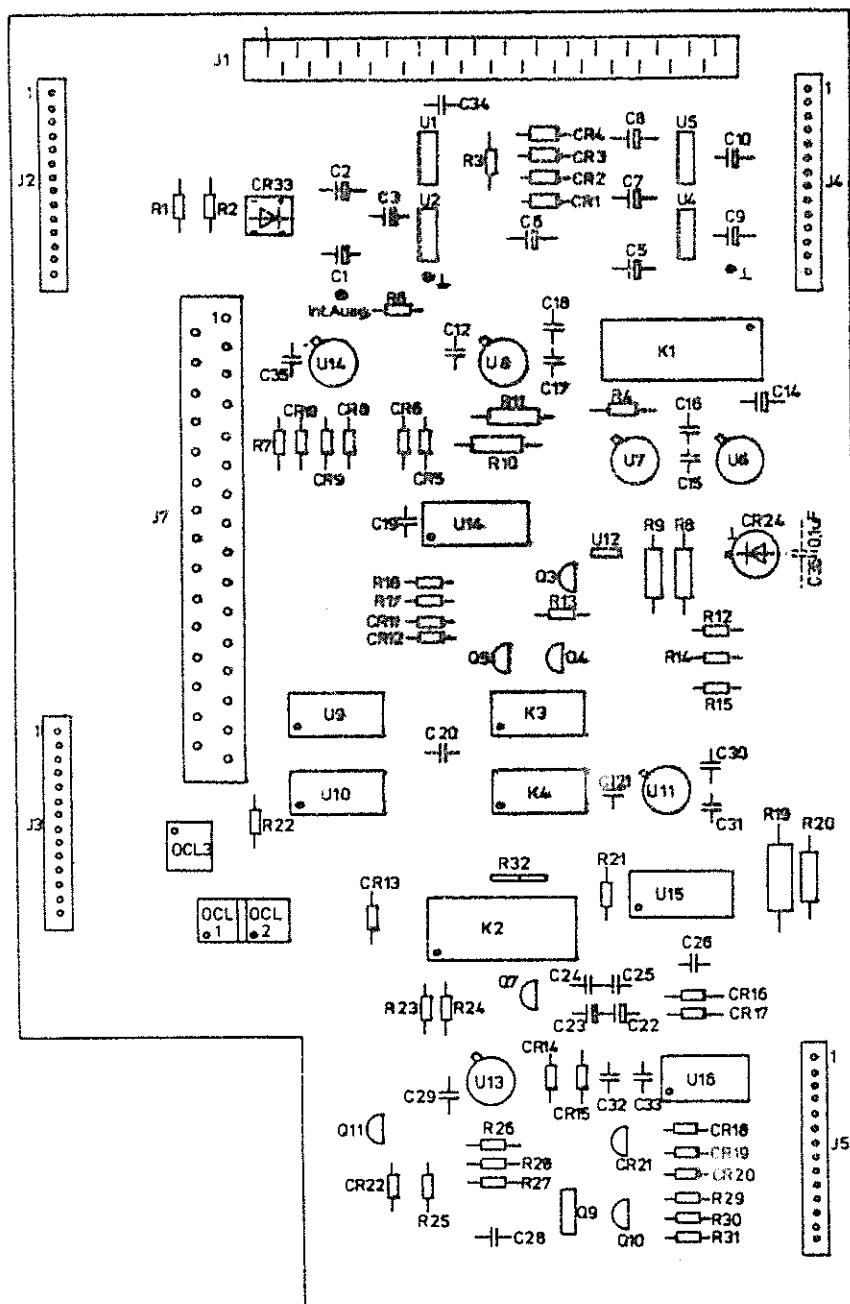 1
J1
C34
1
U1
C8
U5
1
CR4
C10
R3
CR3
J2
C2
CR2
C7
J4
CR33
C3
U2
CR1
U4
R1
R2
C9
C6
C5
C1
⊥
⊥
Int.Ausg.
R6
C18
1
C12
K1
C35
U14
U8
C17
R11
R4
C14
CR10
CR8
CR6
C16
R7
R10
U7
U6
CR9
CR5
C15
J7
C19
U14
U12
R9
R8
CR24
0,1µF
C36
Q3
R16
R17
R13
CR11
R12
CR12
Q5
Q4
R14
R15
U9
K3
1
C20
C30
U10
K4
C21
U11
C31
J3
R22
R19
R20
OCL3
R32
R21
CR13
U15
OCL
1
OCL
2
K2
C26
Q7
C24
C25
CR16
R23
R24
CR17
C23
C22
CR14
1
U13
U16
C29
CR15
C32
C33
Q11
R26
CR18
R28
CR19
J5
CR21
CR22
R27
CR20
R29
R25
Q9
R30
C28
Q10
R31